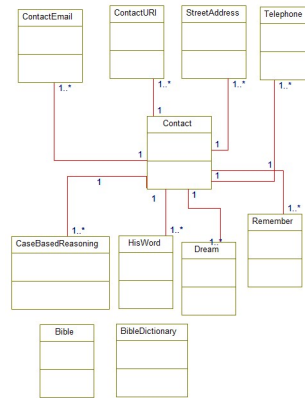 ContactEmail
ContactURI
StreetAddress
Telephone
1..*
1..*
1..*
1..*
1
1
Contact
1
1
1
1
1
1
1
1..*
1..*
1..
1..*
CaseBasedReasoning
HisWord
Dream
Remember
Bible
BibleDictionary